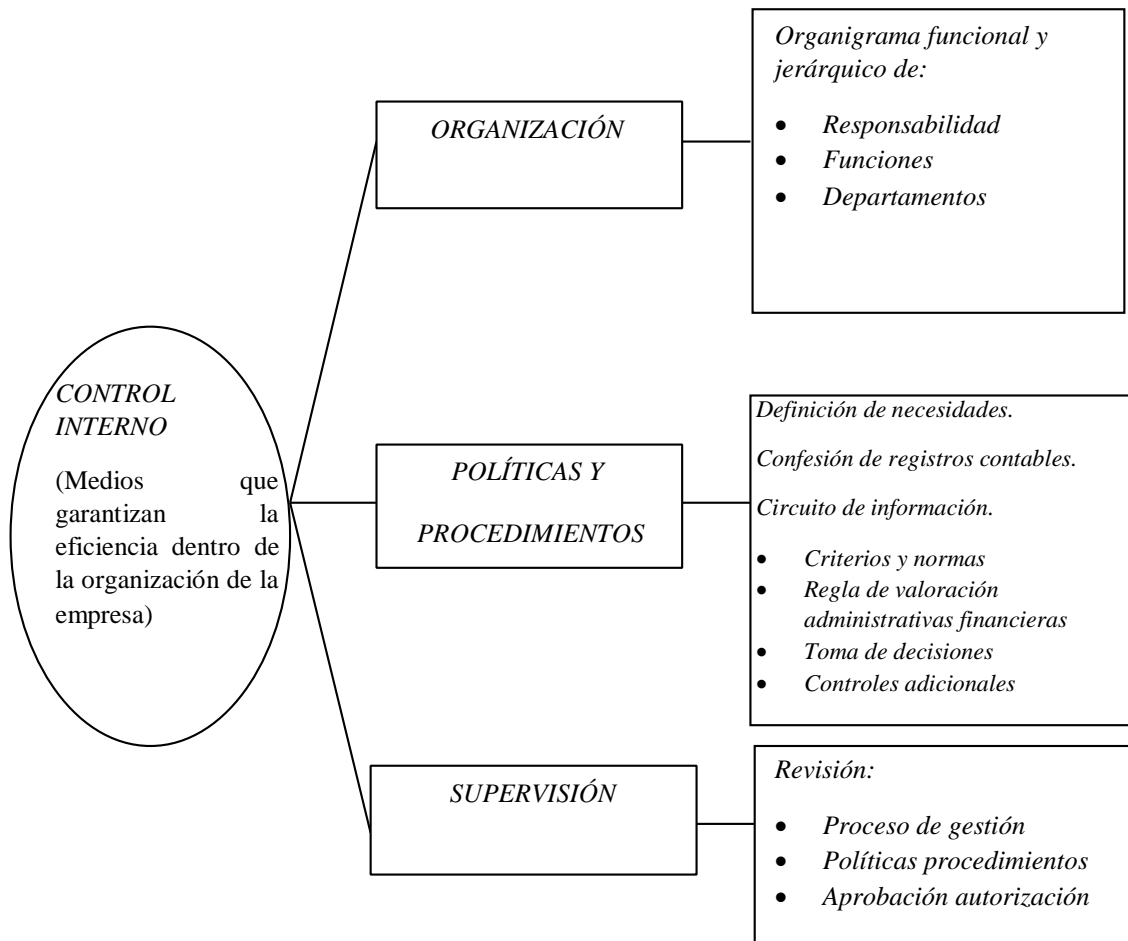 CONTROL
INTERNO
(Medios que
garantizan la
eficiencia dentro de
la organización de la
empresa)
ORGANIZACIÓN
Organigrama funcional y
jerárquico de:
• Responsabilidad
• Funciones
• Departamentos
POLÍTICAS Y
PROCEDIMIENTOS
Definición de necesidades.
Confesión de registros contables.
Circuito de información.
• Criterios y normas
• Regla de valoración
administrativas financieras
• Toma de decisiones
• Controles adicionales
SUPERVISIÓN
Revisión:
• Proceso de gestión
• Políticas procedimientos
• Aprobación autorización